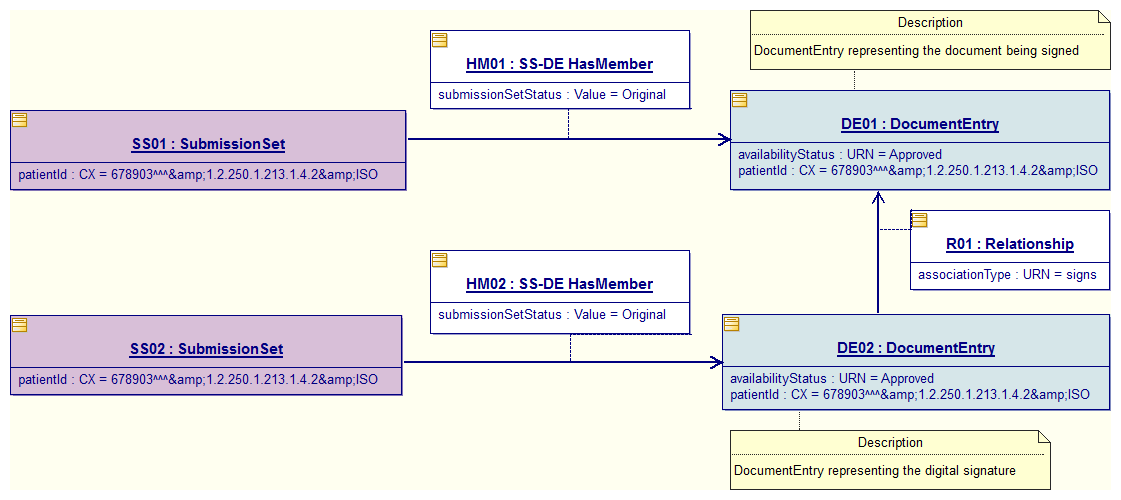 Description
DocumentEntry representing the document being signed
HM01 : SS-DE HasMember
submissionSetStatus : Value = Original
SS01 : SubmissionSet
patientId : CX = 678903^^^&amp;1.2.250.1.213.1.4.2&amp;ISO
DE01 : DocumentEntry
availabilityStatus : URN = Approved
patientId : CX = 678903^^^&amp;1.2.250.1.213.1.4.2&amp;ISO
R01 : Relationship
associationType : URN = signs
HM02 : SS-DE HasMember
submissionSetStatus : Value = Original
SS02 : SubmissionSet
patientId : CX = 678903^^^&amp;1.2.250.1.213.1.4.2&amp;ISO
DE02 : DocumentEntry
availabilityStatus : URN = Approved
patientId : CX = 678903^^^&amp;1.2.250.1.213.1.4.2&amp;ISO
Description
DocumentEntry representing the digital signature